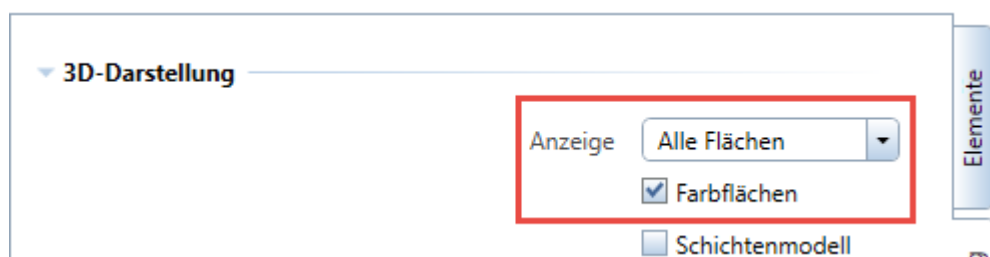 3D-Darstellung
Anzeige Alle Flächen
Farbflächen
Schichtenmodell
Elemente